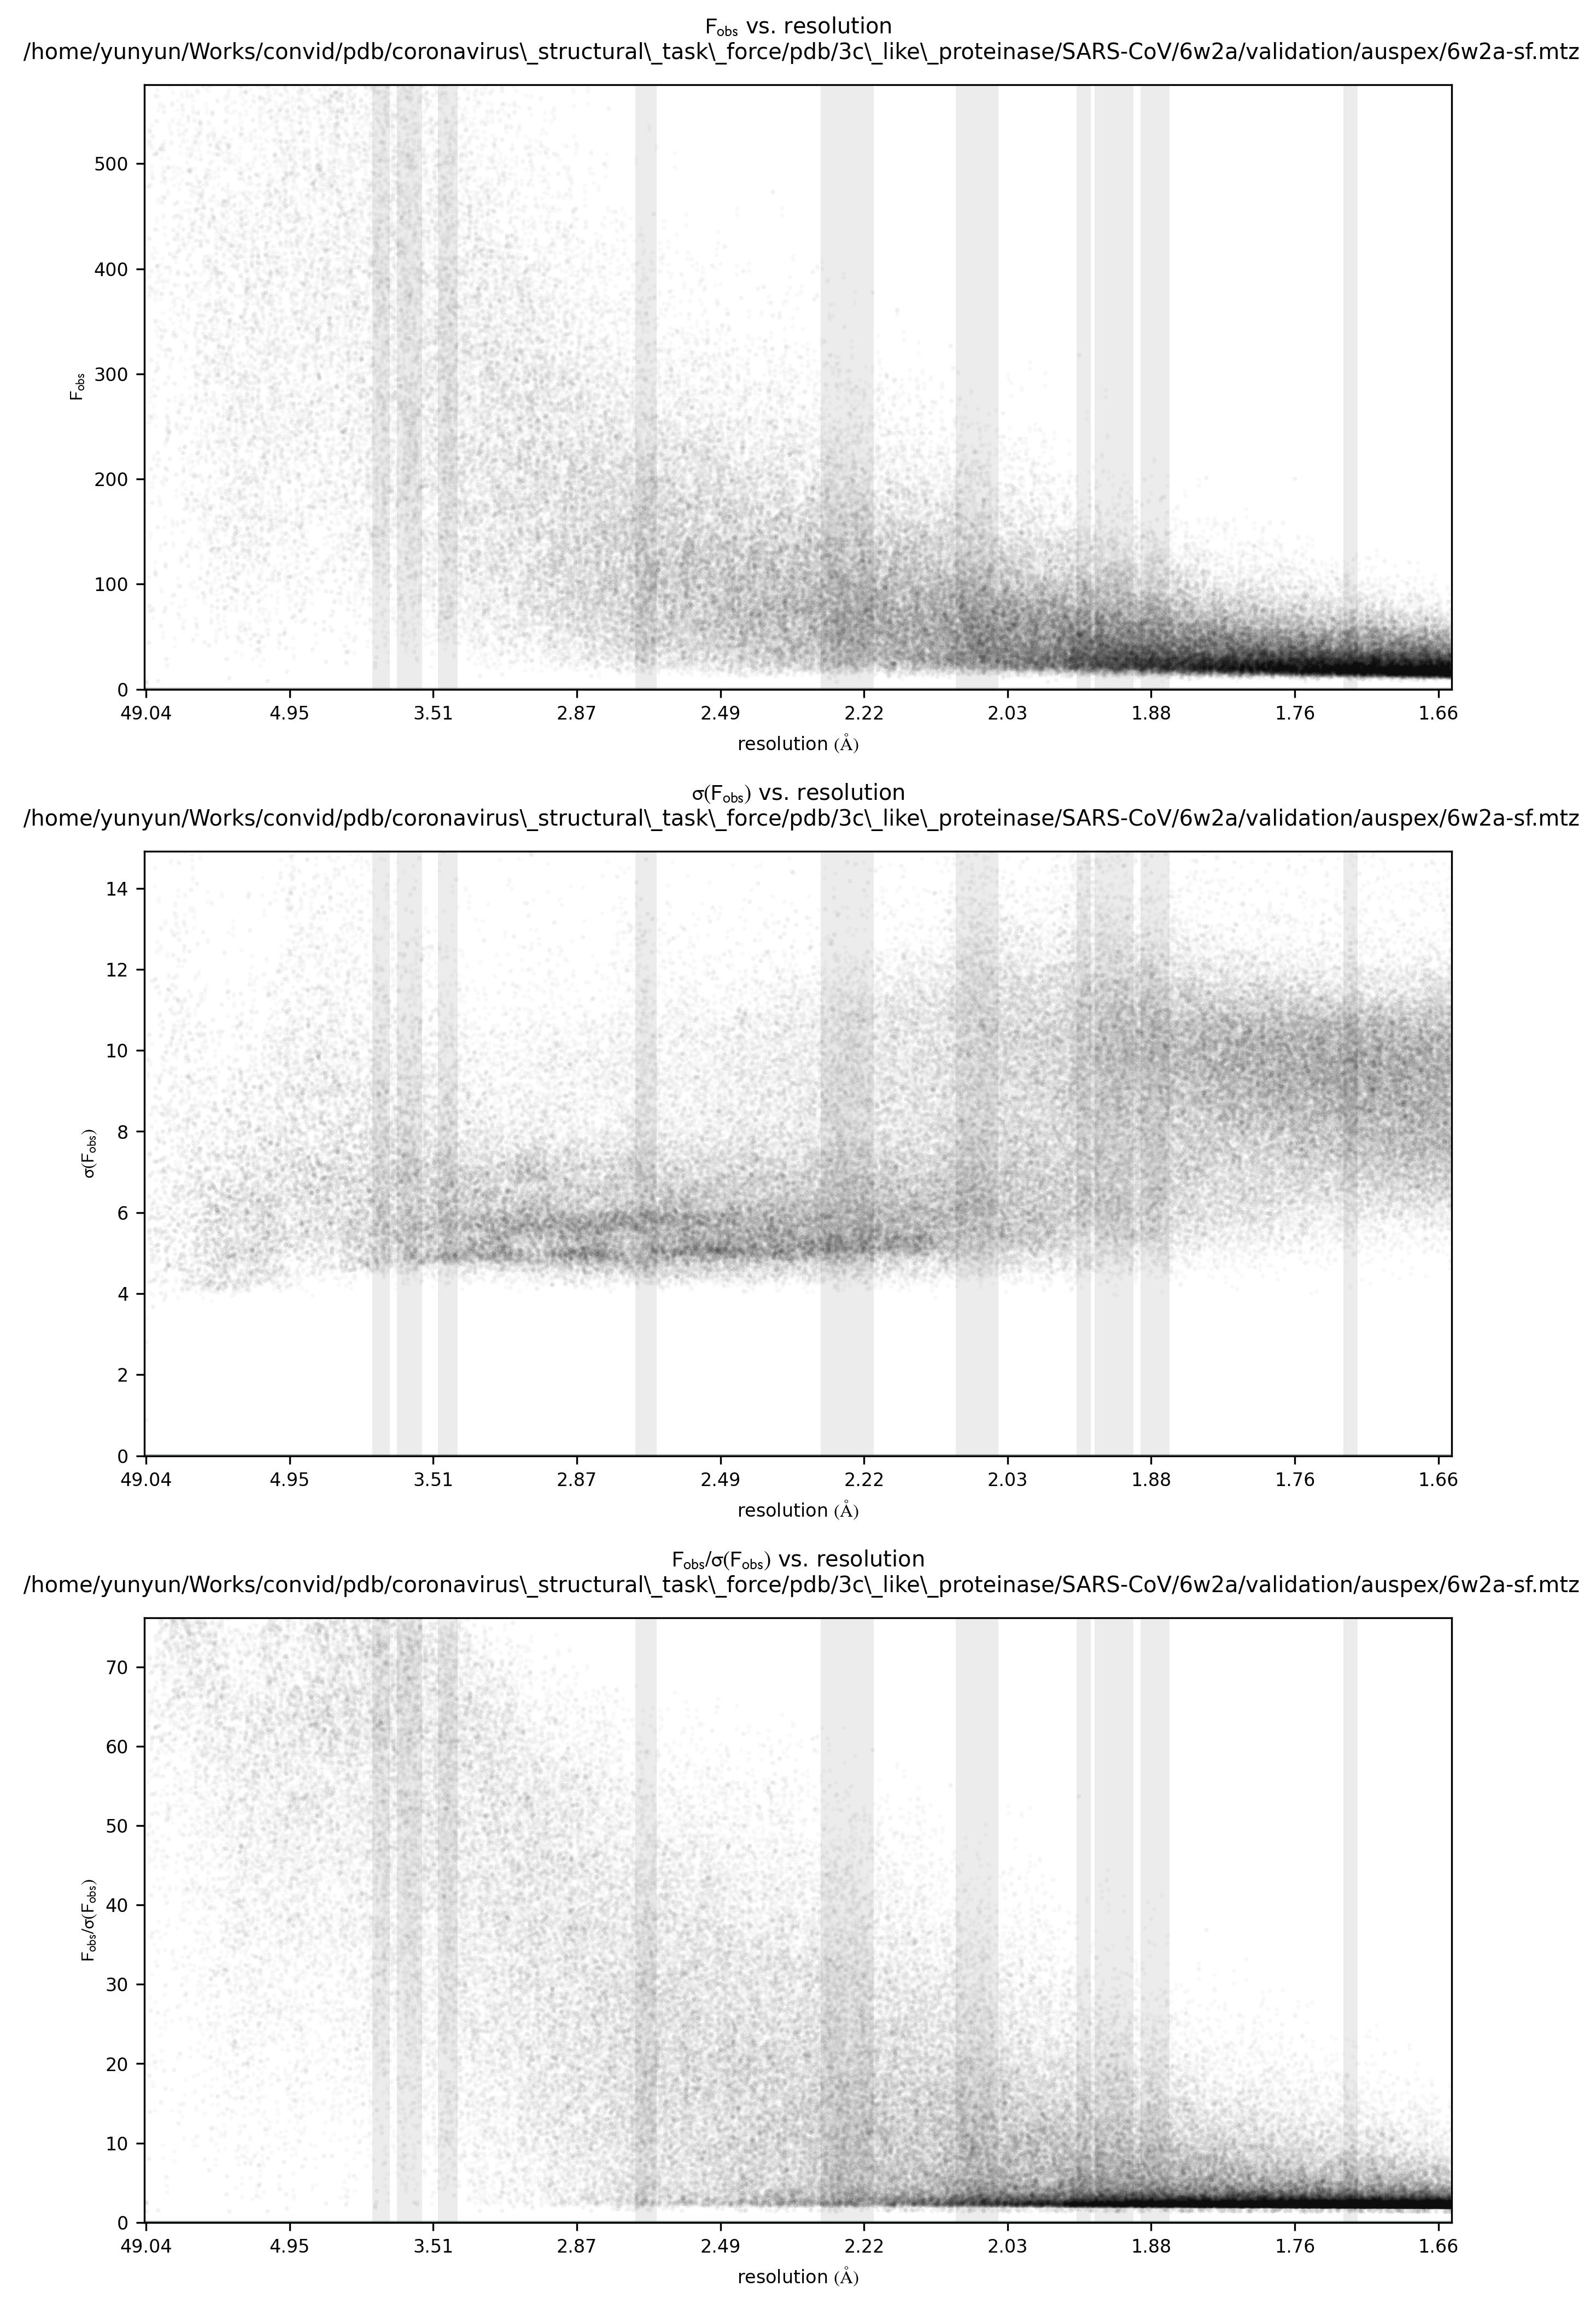 Fobs vs. resolution
/home/yunyun/Works/convid/pdb/coronavirus\_structural\_task\_force/pdb/3c\_like\_proteinase/SARS-CoV/6w2a/validation/auspex/6w2a-sf.mtz
500
400
300
200
100
0
Fobs
49.04 4.95 3.51 2.87 2.49 2.22 2.03 1.88 1.76 1.66
resolution (Å)
σ(Fobs) vs. resolution
/home/yunyun/Works/convid/pdb/coronavirus\_structural\_task\_force/pdb/3c\_like\_proteinase/SARS-CoV/6w2a/validation/auspex/6w2a-sf.mtz
14
12
10
8
6
4
2
0
σ(Fobs)
49.04 4.95 3.51 2.87 2.49 2.22 2.03 1.88 1.76 1.66
resolution (Å)
Fobs/σ(Fobs) vs. resolution
/home/yunyun/Works/convid/pdb/coronavirus\_structural\_task\_force/pdb/3c\_like\_proteinase/SARS-CoV/6w2a/validation/auspex/6w2a-sf.mtz
70
60
50
40
30
20
10
0
Fobs/σ(Fobs)
49.04 4.95 3.51 2.87 2.49 2.22 2.03 1.88 1.76 1.66
resolution (Å)